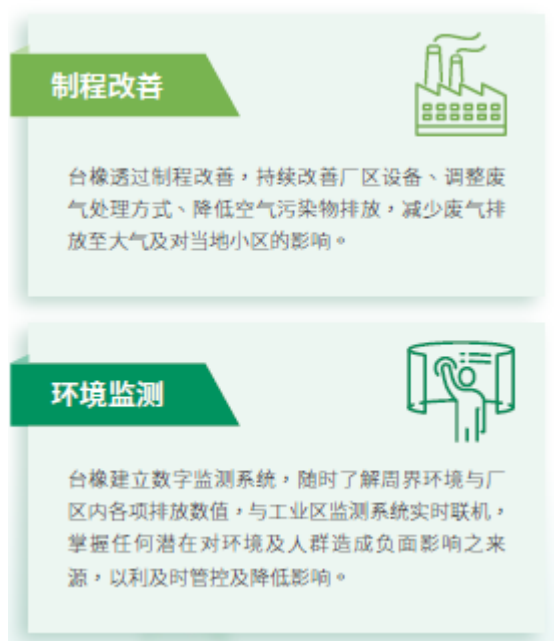 制程改善
台橡透过制程改善，持续改善厂区设备、调整废
气处理方式、降低空气污染物排放，减少废气排
放至大气及对当地小区的影响。
环境监测
台橡建立数字监测系统，随时了解周界环境与厂
区内各项排放数值，与工业区监测系统实时联机，
掌握任何潜在对环境及人群造成负面影响之来
源，以利及时管控及降低影响。